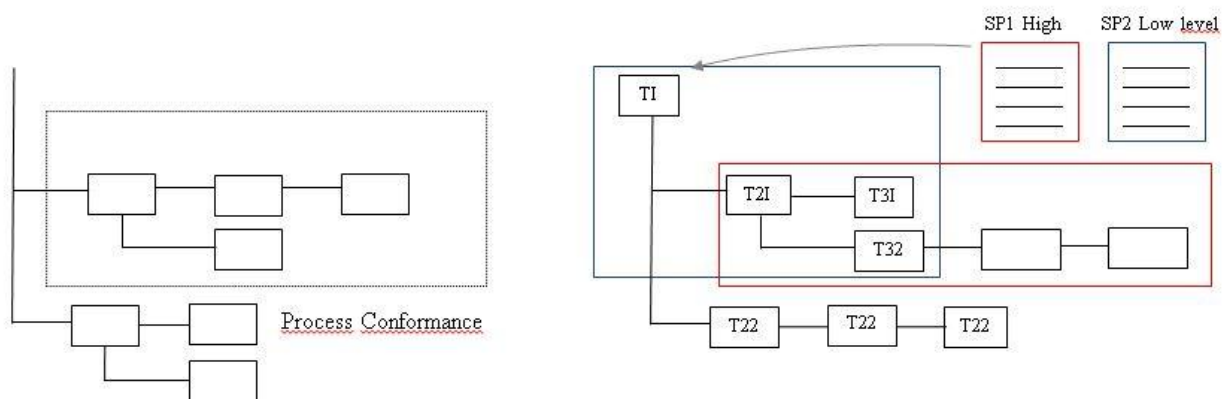 SP1 High
SP2 Low level
TI
T2I
T3I
T32
Process Conformance
T22
T22
T22